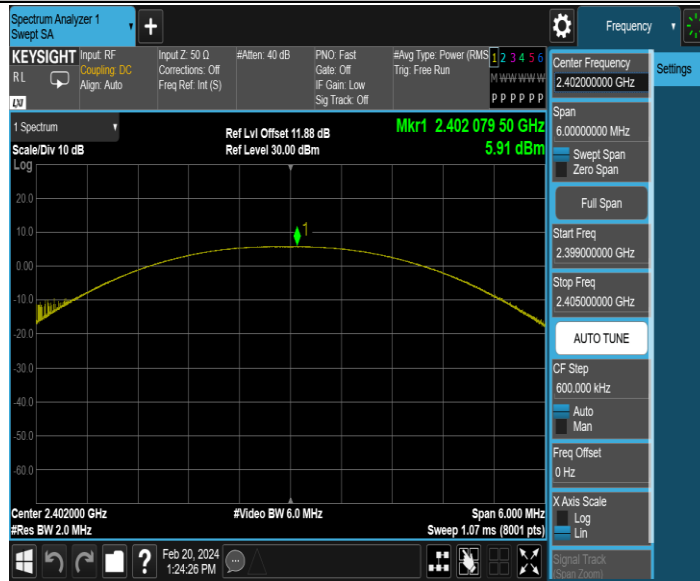 Spectrum Analyzer 1
Swept SA
+
Frequency
KEYSIGHT
RL
LXI
Input: RF
Coupling: DC
Align: Auto
Input Z: 50 Ω
Corrections: Off
Freq Ref: Int (S)
#Atten: 40 dB
PNO: Fast
Gate: Off
IF Gain: Low
Sig Track: Off
#Avg Type: Power (RMS
Trig: Free Run
1 2 3 4 5 6
M W W W W W
P P P P P P
1 Spectrum
Scale/Div 10 dB
Log
Ref Lvl Offset 11.88 dB
Ref Level 30.00 dBm
Mkr1 2.402 079 50 GHz
5.91 dBm
20.0
10.0
0.00
-10.0
-20.0
-30.0
-40.0
-50.0
-60.0
1
Center 2.402000 GHz
#Res BW 2.0 MHz
#Video BW 6.0 MHz
Span 6.000 MHz
Sweep 1.07 ms (8001 pts)
Feb 20, 2024
1:24:26 PM
?
Center Frequency
2.402000000 GHz
Settings
Span
6.00000000 MHz
Swept Span
Zero Span
Full Span
Start Freq
2.399000000 GHz
Stop Freq
2.405000000 GHz
AUTO TUNE
CF Step
600.000 kHz
Auto
Man
Freq Offset
0 Hz
X Axis Scale
Log
Lin
Signal Track
(Span Zoom)